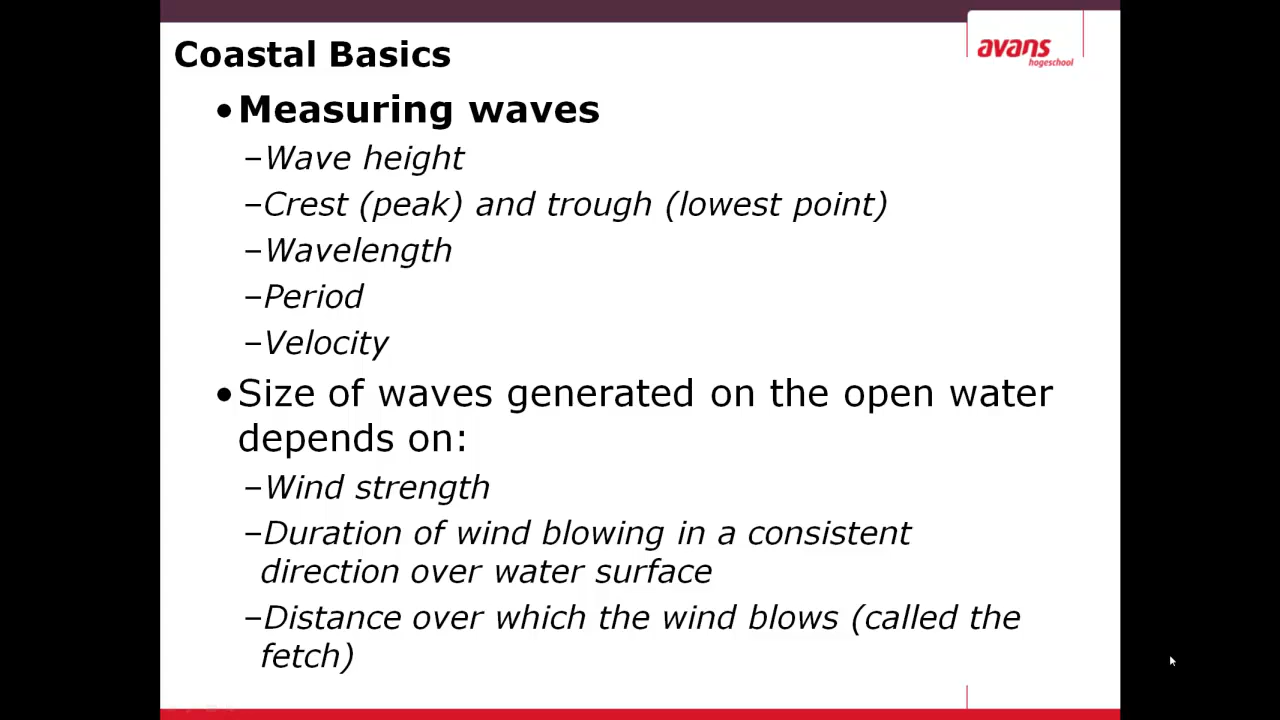 Coastal Basics
avans
hogeschool
•Measuring waves
–Wave height
–Crest (peak) and trough (lowest point)
–Wavelength
–Period
–Velocity
•Size of waves generated on the open water
depends on:
–Wind strength
–Duration of wind blowing in a consistent
direction over water surface
–Distance over which the wind blows (called the
fetch)